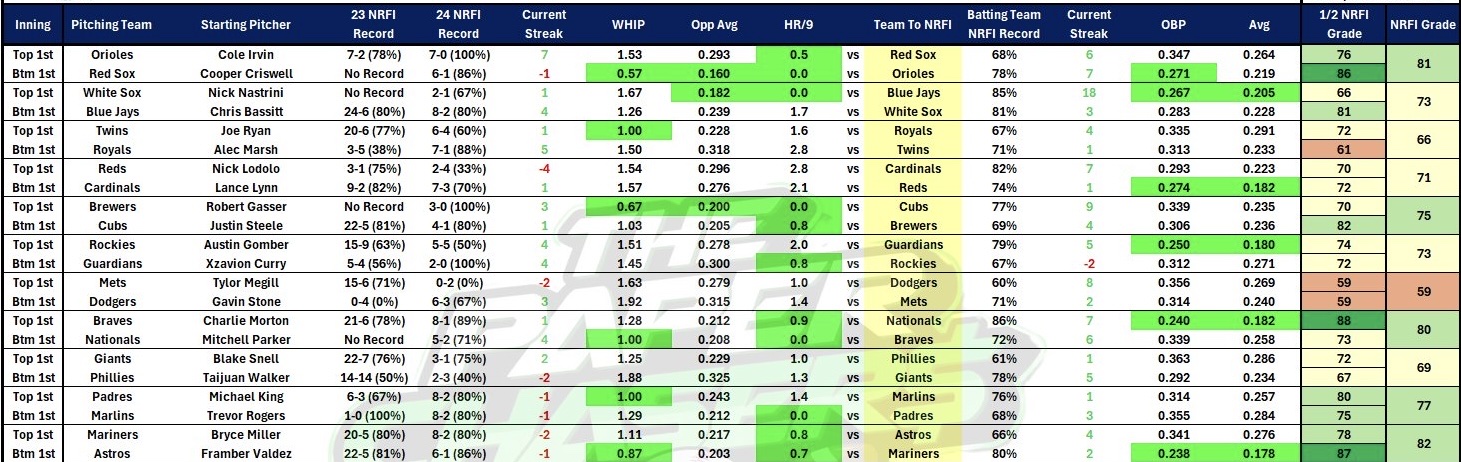 Inning Pitching Team Starting Pitcher 23 NRFI Record 24 NRFI Record Current Streak WHIP Opp Avg HR/9 Team To NRFI Batting Team NRFI Record Current Streak OBP Avg 1/2 NRFI Grade NRFI Grade
Top 1st Orioles Cole Irvin 7-2 (78%) 7-0 (100%) 7 1.53 0.293 0.5 vs Red Sox 68% 6 0.347 0.264 76 81
Btm 1st Red Sox Cooper Criswell No Record 6-1 (86%) -1 0.57 0.160 0.0 vs Orioles 78% 7 0.271 0.219 86
Top 1st White Sox Nick Nastrini No Record 2-1 (67%) 1 1.67 0.182 0.0 vs Blue Jays 85% 18 0.267 0.205 66 73
Btm 1st Blue Jays Chris Bassitt 24-6 (80%) 8-2 (80%) 4 1.26 0.239 1.7 vs White Sox 81% 3 0.283 0.228 81
Top 1st Twins Joe Ryan 20-6 (77%) 6-4 (60%) 1 1.00 0.228 1.6 vs Royals 67% 4 0.335 0.291 72 66
Btm 1st Royals Alec Marsh 3-5 (38%) 7-1 (88%) 5 1.50 0.318 2.8 vs Twins 71% 1 0.313 0.233 61
Top 1st Reds Nick Lodolo 3-1 (75%) 2-4 (33%) -4 1.54 0.296 2.8 vs Cardinals 82% 7 0.293 0.223 70 71
Btm 1st Cardinals Lance Lynn 9-2 (82%) 7-3 (70%) 1 1.57 0.276 2.1 vs Reds 74% 1 0.274 0.182 72
Top 1st Brewers Robert Gasser No Record 3-0 (100%) 3 0.67 0.200 0.0 vs Cubs 77% 9 0.339 0.235 70 75
Btm 1st Cubs Justin Steele 22-5 (81%) 4-1 (80%) 1 1.03 0.205 0.8 vs Brewers 69% 4 0.306 0.236 82
Top 1st Rockies Austin Gomber 15-9 (63%) 5-5 (50%) 4 1.51 0.278 2.0 vs Guardians 79% 5 0.250 0.180 74 73
Btm 1st Guardians Xzavion Curry 5-4 (56%) 2-0 (100%) 4 1.45 0.300 0.8 vs Rockies 67% -2 0.312 0.271 72
Top 1st Mets Tylor Megill 15-6 (71%) 0-2 (0%) -2 1.63 0.279 1.0 vs Dodgers 60% 8 0.356 0.269 59 59
Btm 1st Dodgers Gavin Stone 0-4 (0%) 6-3 (67%) 3 1.92 0.315 1.4 vs Mets 71% 2 0.314 0.240 59
Top 1st Braves Charlie Morton 21-6 (78%) 8-1 (89%) 1 1.28 0.212 0.9 vs Nationals 86% 7 0.240 0.182 88 80
Btm 1st Nationals Mitchell Parker No Record 5-2 (71%) 4 1.00 0.208 0.0 vs Braves 72% 6 0.339 0.258 73
Top 1st Giants Blake Snell 22-7 (76%) 3-1 (75%) 2 1.25 0.229 1.0 vs Phillies 61% 1 0.363 0.286 72 69
Btm 1st Phillies Taijuan Walker 14-14 (50%) 2-3 (40%) -2 1.88 0.325 1.3 vs Giants 78% 5 0.292 0.234 67
Top 1st Padres Michael King 6-3 (67%) 8-2 (80%) -1 1.00 0.243 1.4 vs Marlins 76% 1 0.314 0.257 80 77
Btm 1st Marlins Trevor Rogers 1-0 (100%) 8-2 (80%) -1 1.29 0.212 0.0 vs Padres 68% 3 0.355 0.284 75
Top 1st Mariners Bryce Miller 20-5 (80%) 8-2 (80%) -2 1.11 0.217 0.8 vs Astros 66% 4 0.341 0.276 78 82
Btm 1st Astros Framber Valdez 22-5 (81%) 6-1 (86%) -1 0.87 0.203 0.7 vs Mariners 80% 2 0.238 0.178 87
THE